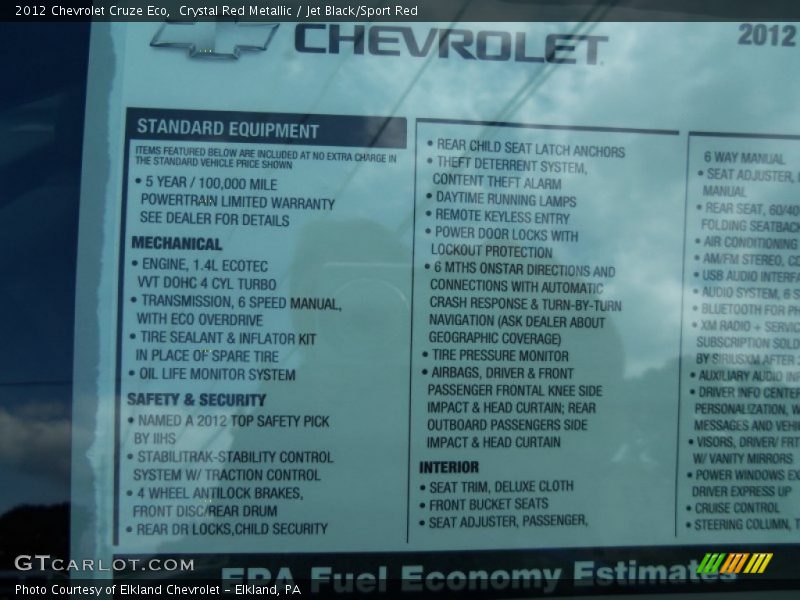 2012 Chevrolet Cruze Eco,  Crystal Red Metallic / Jet Black/Sport Red
CHEVROLET
2012
STANDARD EQUIPMENT
ITEMS FEATURED BELOW ARE INCLUDED AT NO EXTRA CHARGE IN
THE STANDARD VEHICLE PRICE SHOWN
• 5 YEAR / 100,000 MILE
POWERTRAIN LIMITED WARRANTY
SEE DEALER FOR DETAILS
MECHANICAL
• ENGINE, 1.4L ECOTEC
VVT DOHC 4 CYL TURBO
• TRANSMISSION, 6 SPEED MANUAL,
WITH ECO OVERDRIVE
• TIRE SEALANT & INFLATOR KIT
IN PLACE OF SPARE TIRE
• OIL LIFE MONITOR SYSTEM
SAFETY & SECURITY
• NAMED A 2012 TOP SAFETY PICK
BY IIHS
• STABILITRAK-STABILITY CONTROL
SYSTEM W/ TRACTION CONTROL
• 4 WHEEL ANTILOCK BRAKES,
FRONT DISC/REAR DRUM
• REAR DR LOCKS,CHILD SECURITY
• REAR CHILD SEAT LATCH ANCHORS
• THEFT DETERRENT SYSTEM,
CONTENT THEFT ALARM
• DAYTIME RUNNING LAMPS
• REMOTE KEYLESS ENTRY
• POWER DOOR LOCKS WITH
LOCKOUT PROTECTION
• 6 MTHS ONSTAR DIRECTIONS AND
CONNECTIONS WITH AUTOMATIC
CRASH RESPONSE & TURN-BY-TURN
NAVIGATION (ASK DEALER ABOUT
GEOGRAPHIC COVERAGE)
• TIRE PRESSURE MONITOR
• AIRBAGS, DRIVER & FRONT
PASSENGER FRONTAL KNEE SIDE
IMPACT & HEAD CURTAIN; REAR
OUTBOARD PASSENGERS SIDE
IMPACT & HEAD CURTAIN
INTERIOR
• SEAT TRIM, DELUXE CLOTH
• FRONT BUCKET SEATS
• SEAT ADJUSTER, PASSENGER,
6 WAY MANUAL
• SEAT ADJUSTER,
MANUAL
• REAR SEAT, 60/40
FOLDING SEATBACK
• AIR CONDITIONING
• AM/FM STEREO, CD
• USB AUDIO INTERFA
• AUDIO SYSTEM, 6 S
• BLUETOOTH FOR PH
• XM RADIO + SERVIC
SUBSCRIPTION SOLD
BY SIRIUSXM AFTER
• AUXILIARY AUDIO IN
• DRIVER INFO CENTER
PERSONALIZATION, W
MESSAGES AND VEHI
• VISORS, DRIVER/ FRT
W/ VANITY MIRRORS
• POWER WINDOWS EX
DRIVER EXPRESS UP
• CRUISE CONTROL
• STEERING COLUMN, T
EPA Fuel Economy Estimates
GTCARLOT.COM
Photo Courtesy of Elkland Chevrolet – Elkland, PA